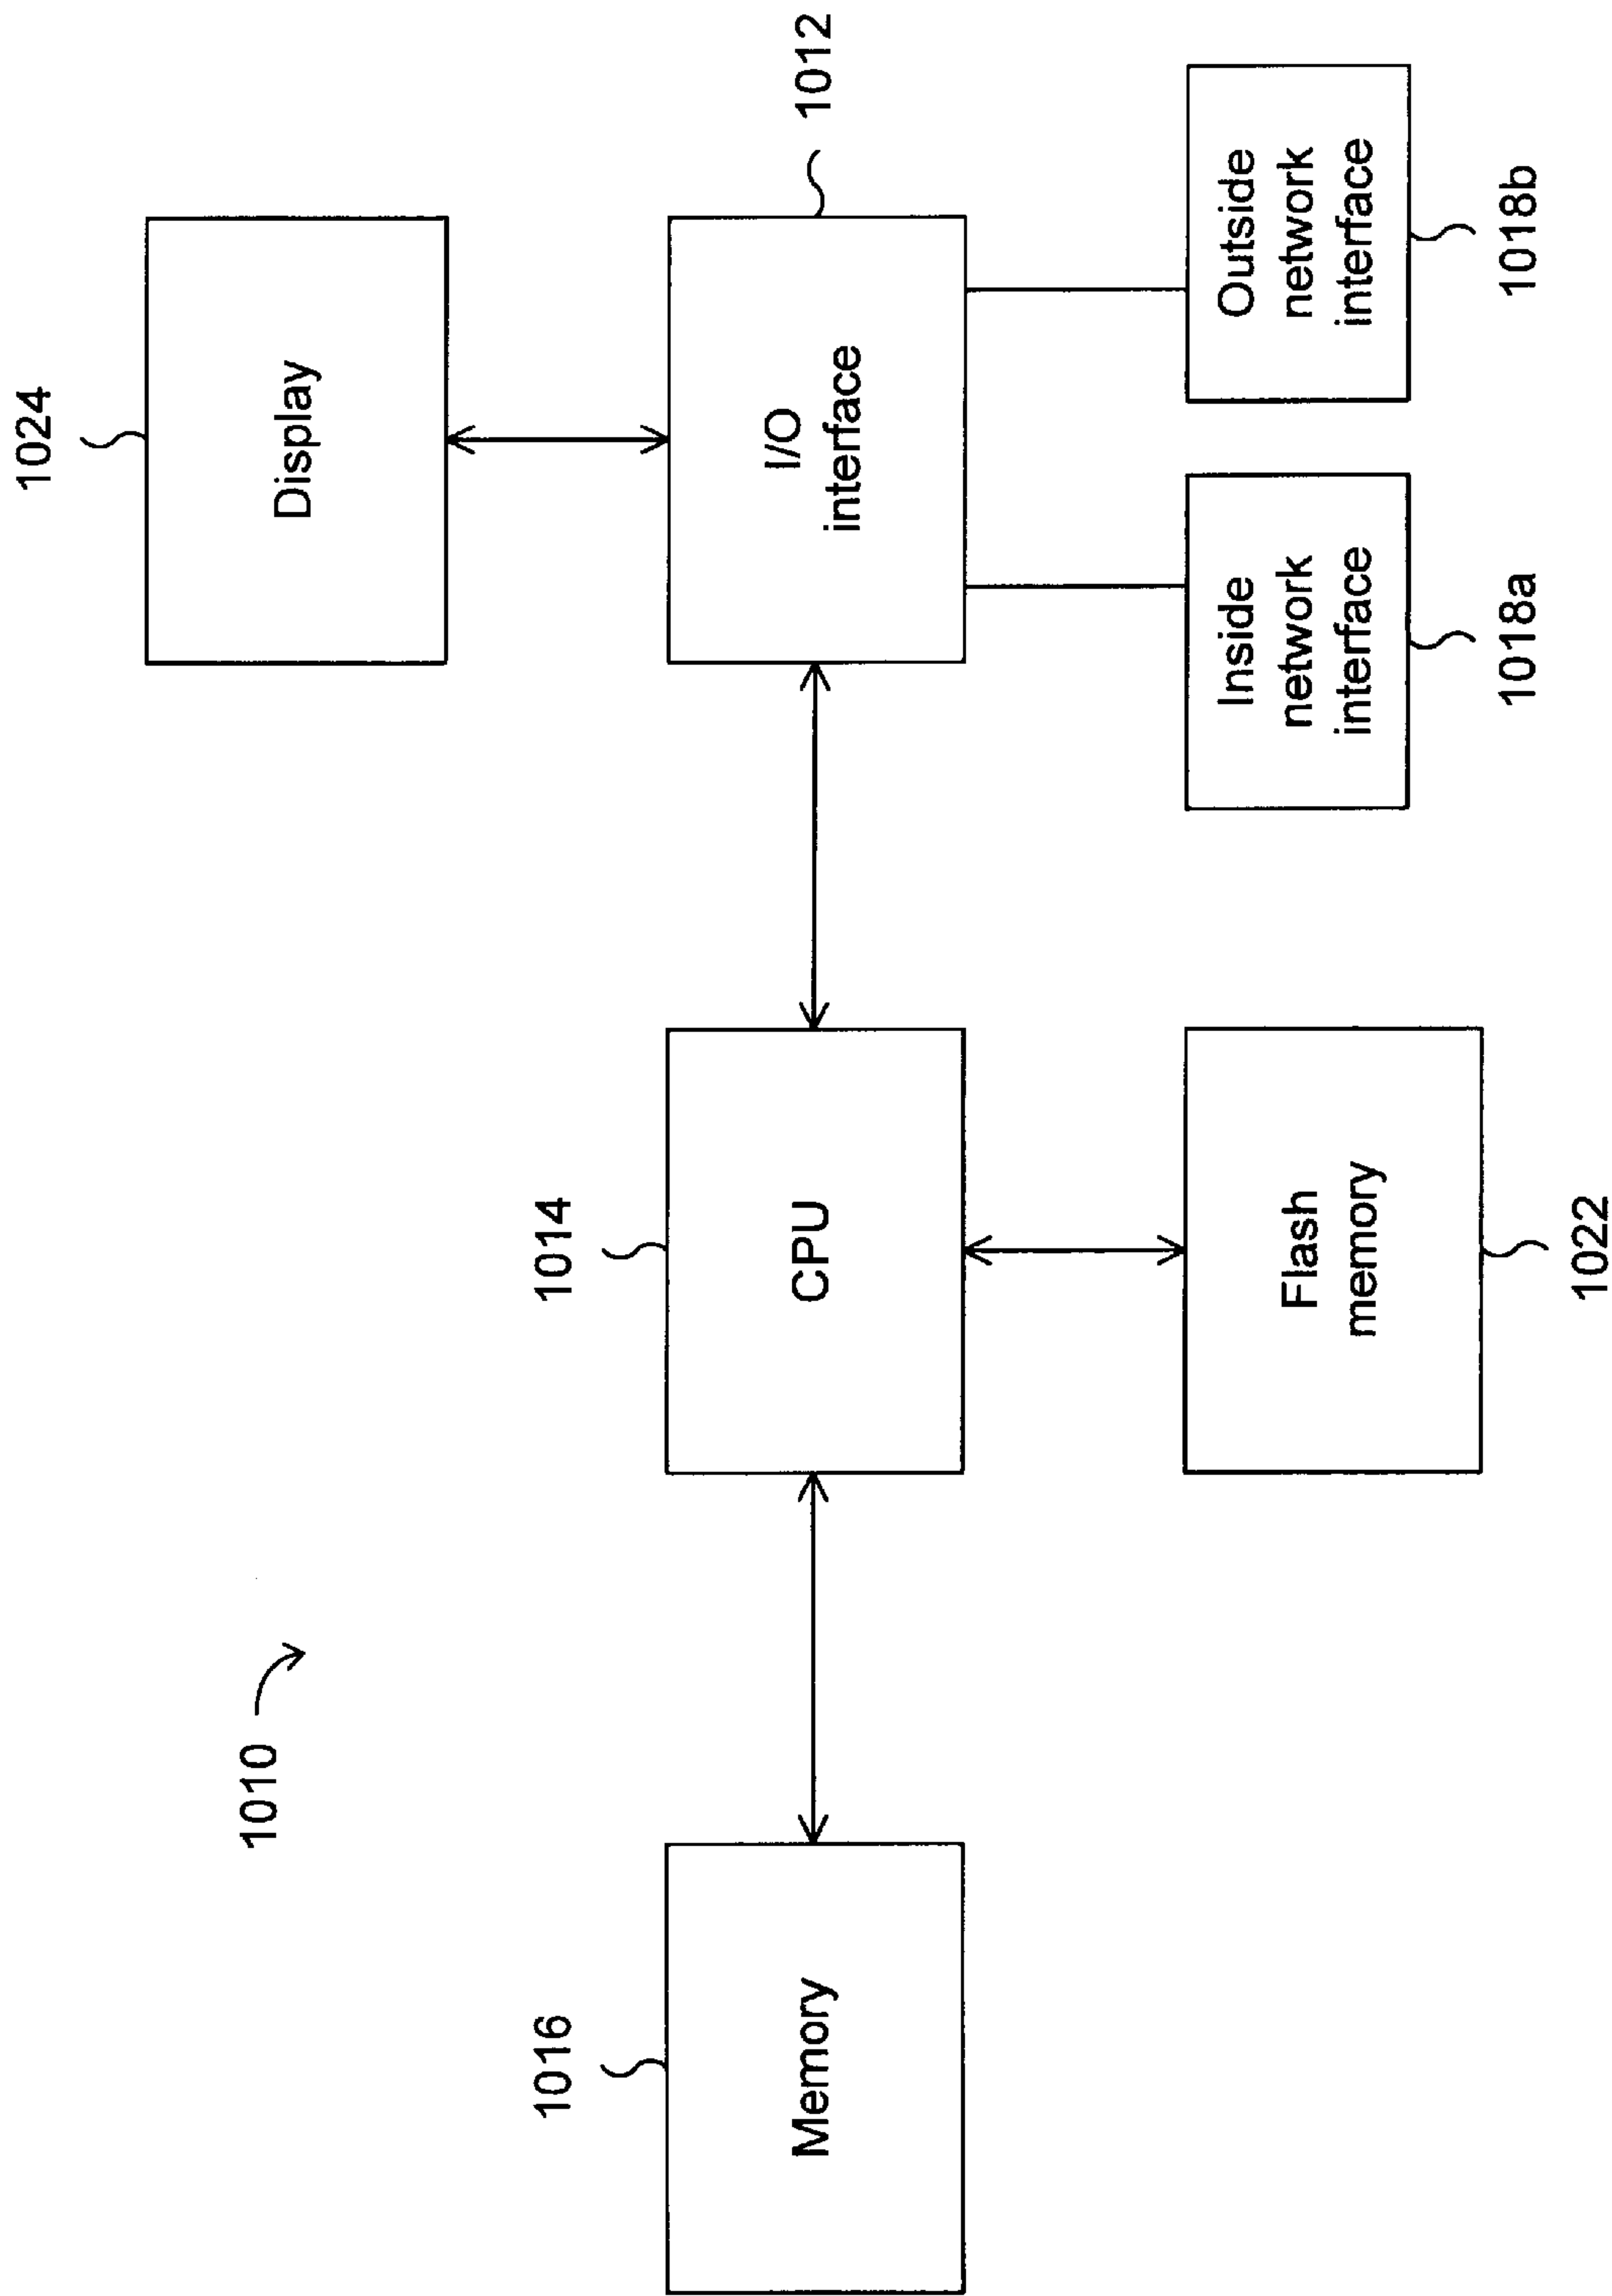 1010
1024
Display
1016
Memory
1014
CPU
I/O
interface
1012
Flash
memory
1022
Inside
network
interface
1018a
Outside
network
interface
1018b